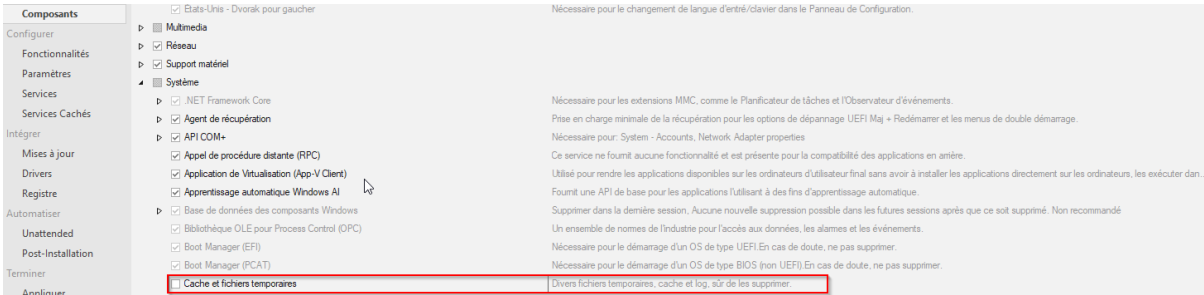 Composants
Configurer
Fonctionnalités
Paramètres
Services
Services Cachés
Intégrer
Mises à jour
Drivers
Registre
Automatiser
Unattended
Post-Installation
Terminer
Appliquer
États-Unis - Dvorak pour gaucher Nécessaire pour le changement de langue d'entré/clavier dans le Panneau de Configuration.
Multimedia
Réseau
Support matériel
Système
.NET Framework Core Nécessaire pour les extensions MMC, comme le Planificateur de tâches et l'Observateur d'événements.
Agent de récupération Prise en charge minimale de la récupération pour les options de dépannage UEFI Maj + Redémarrer et les menus de double démarrage.
API COM+ Nécessaire pour: System - Accounts, Network Adapter properties
Appel de procédure distante (RPC) Ce service ne fournit aucune fonctionnalité et est présente pour la compatibilité des applications en arrière.
Application de Virtualisation (App-V Client) Utilisé pour rendre les applications disponibles sur les ordinateurs d'utilisateur final sans avoir à installer les applications directement sur les ordinateurs, les exécuter dan...
Apprentissage automatique Windows AI Fournit une API de base pour les applications l'utilisant à des fins d'apprentissage automatique.
Base de données des composants Windows Supprimer dans la dernière session, Aucune nouvelle suppression possible dans les futures sessions après que ce soit supprimé. Non recommandé
Bibliothèque OLE pour Process Control (OPC) Un ensemble de normes de l'industrie pour l'accès aux données, les alarmes et les événements.
Boot Manager (EFI) Nécessaire pour le démarrage d'un OS de type UEFI.En cas de doute, ne pas supprimer.
Boot Manager (PCAT) Nécessaire pour le démarrage d'un OS de type BIOS (non UEFI).En cas de doute, ne pas supprimer.
Cache et fichiers temporaires Divers fichiers temporaires, cache et log, sûr de les supprimer.